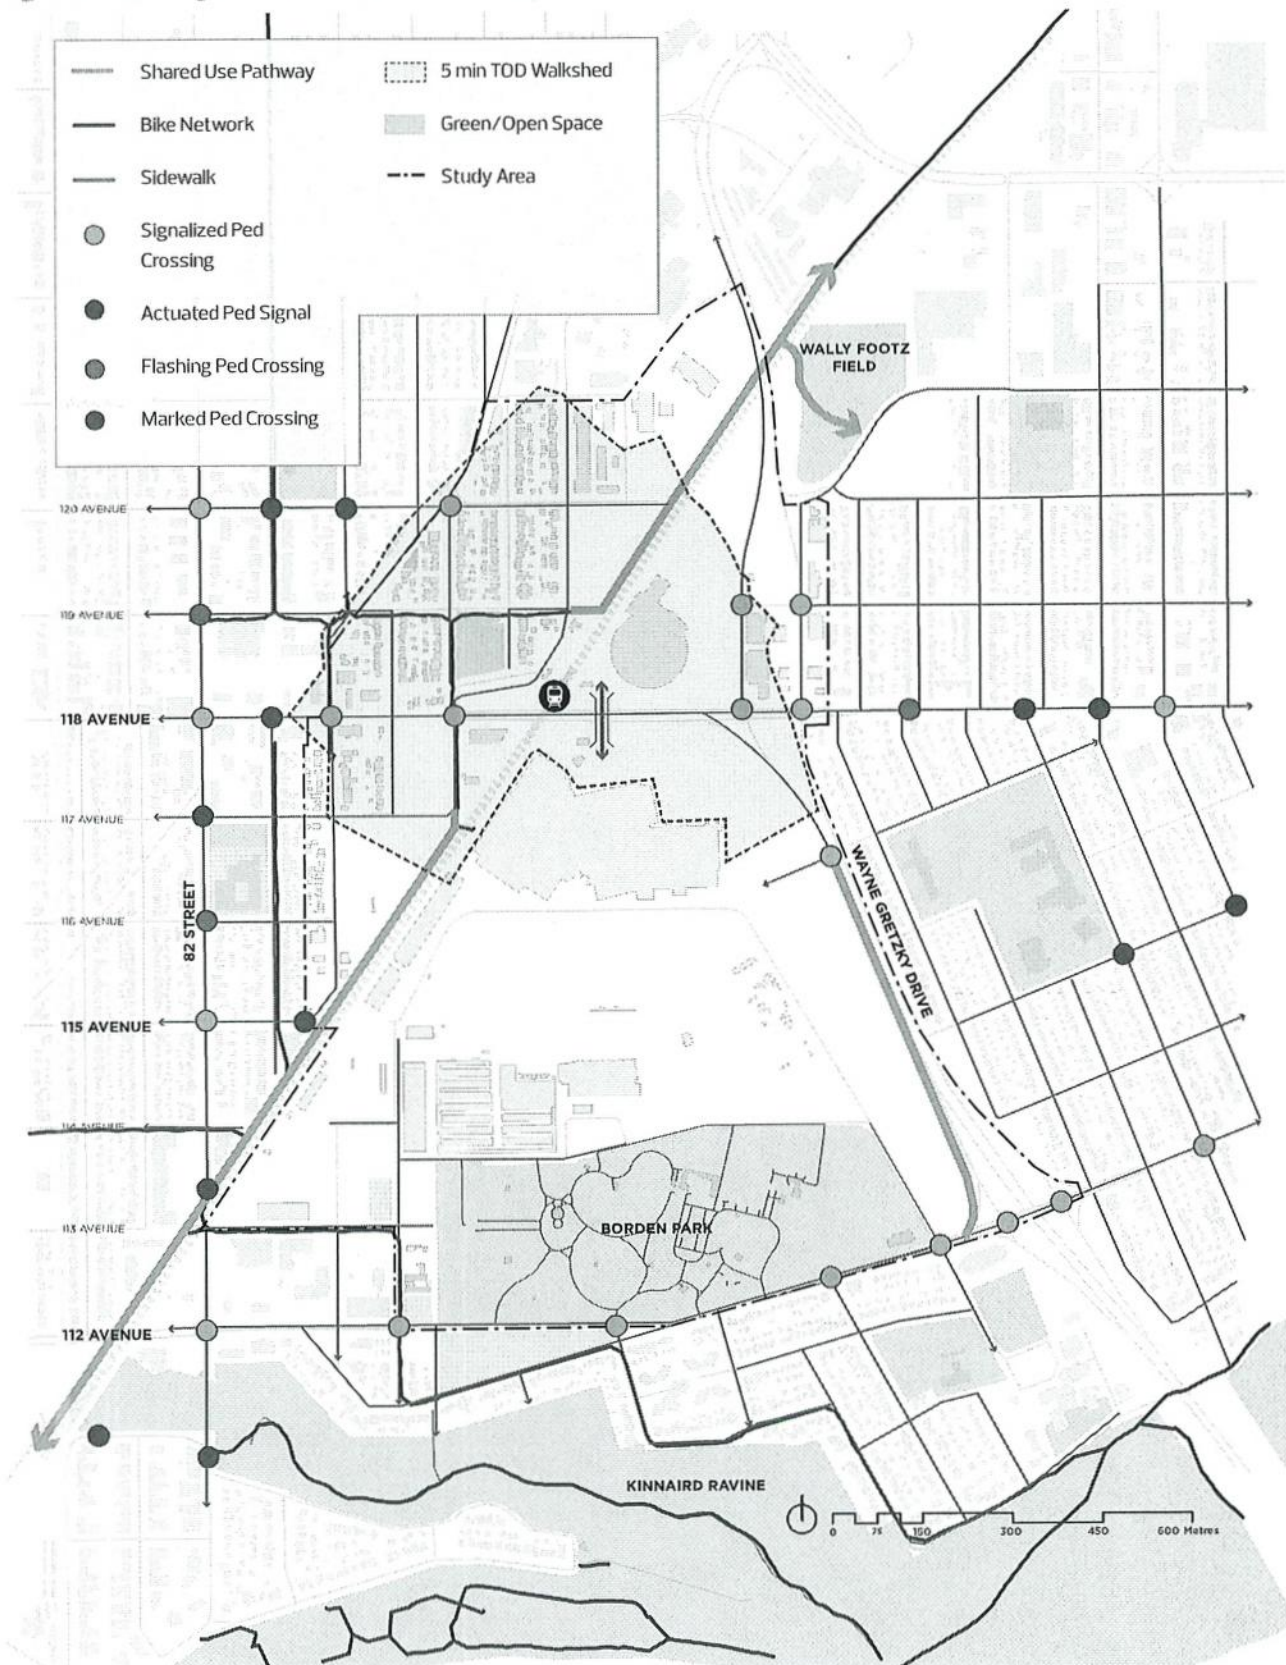 Shared Use Pathway
Bike Network
Sidewalk
Signalized Ped
Crossing
Actuated Ped Signal
Flashing Ped Crossing
Marked Ped Crossing
5 min TOD Walkshed
Green/Open Space
Study Area
WALLY FOOTZ
FIELD
120 AVENUE
119 AVENUE
118 AVENUE
117 AVENUE
82 STREET
116 AVENUE
WAYNE GRETZKY DRIVE
115 AVENUE
114 AVENUE
113 AVENUE
BORDEN PARK
112 AVENUE
KINNAIRD RAVINE
0 75 150 300 450 600 Metres